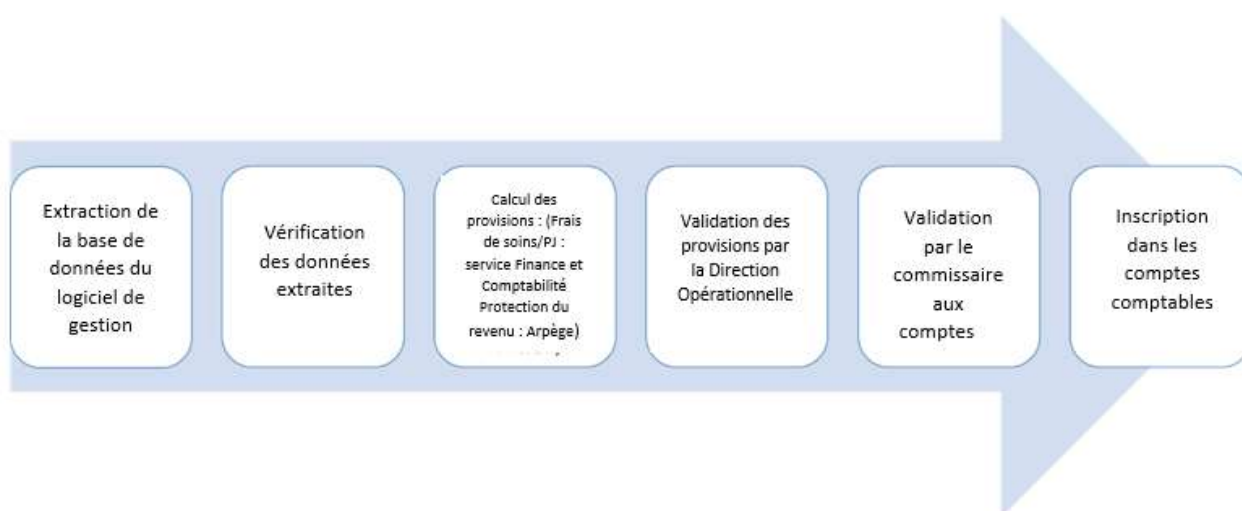 Extraction de
la base de
données du
logiciel de
gestion
Vérification
des données
extraites
Calcul des
provisions : (Frais
de soins/PJ :
service Finance et
Comptabilité
Protection du
revenu : Arpège)
Validation des
provisions par
la Direction
Opérationnelle
Validation
par le
commissaire
aux
comptes
Inscription
dans les
comptes
comptables